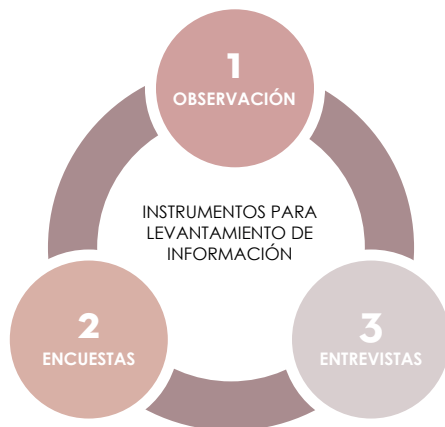 1
OBSERVACIÓN
INSTRUMENTOS PARA
LEVANTAMIENTO DE
INFORMACIÓN
2
ENCUESTAS
3
ENTREVISTAS